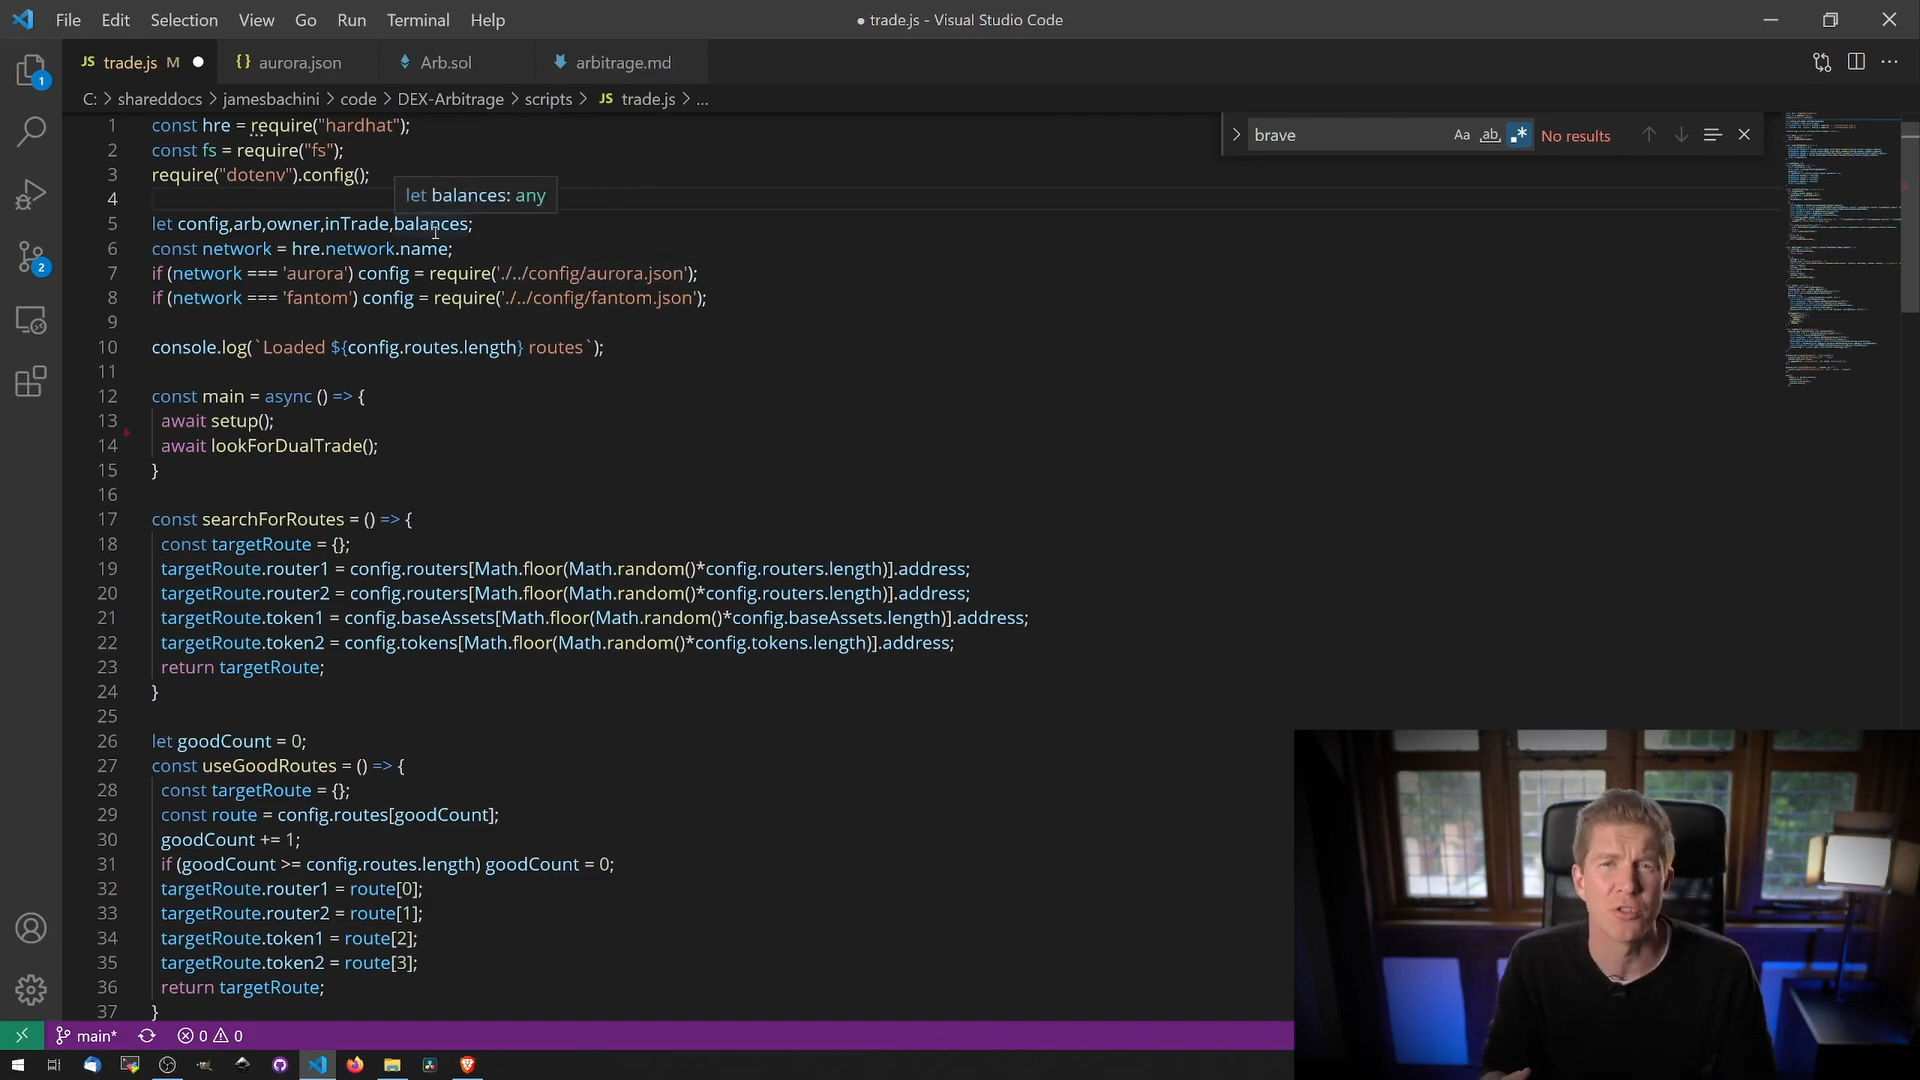 File Edit Selection View Go Run Terminal Help
● trade.js - Visual Studio Code
JS trade.js M ●
{} aurora.json
Arb.sol
arbitrage.md
1
C: > shareddocs > jamesbachini > code > DEX-Arbitrage > scripts > JS trade.js > ...
brave
Aa ab .* No results
1 const hre = require("hardhat");
2 const fs = require("fs");
3 require("dotenv").config();
let balances: any
4
5 let config,arb,owner,inTrade,balances;
6 const network = hre.network.name;
7 if (network === 'aurora') config = require('./../config/aurora.json');
8 if (network === 'fantom') config = require('./../config/fantom.json');
9
10 console.log(`Loaded ${config.routes.length} routes`);
11
12 const main = async () => {
13 await setup();
14 await lookForDualTrade();
15 }
16
17 const searchForRoutes = () => {
18 const targetRoute = {};
19 targetRoute.router1 = config.routers[Math.floor(Math.random()*config.routers.length)].address;
20 targetRoute.router2 = config.routers[Math.floor(Math.random()*config.routers.length)].address;
21 targetRoute.token1 = config.baseAssets[Math.floor(Math.random()*config.baseAssets.length)].address;
22 targetRoute.token2 = config.tokens[Math.floor(Math.random()*config.tokens.length)].address;
23 return targetRoute;
24 }
25
26 let goodCount = 0;
27 const useGoodRoutes = () => {
28 const targetRoute = {};
29 const route = config.routes[goodCount];
30 goodCount += 1;
31 if (goodCount >= config.routes.length) goodCount = 0;
32 targetRoute.router1 = route[0];
33 targetRoute.router2 = route[1];
34 targetRoute.token1 = route[2];
35 targetRoute.token2 = route[3];
36 return targetRoute;
37 }
2
main* 0 0